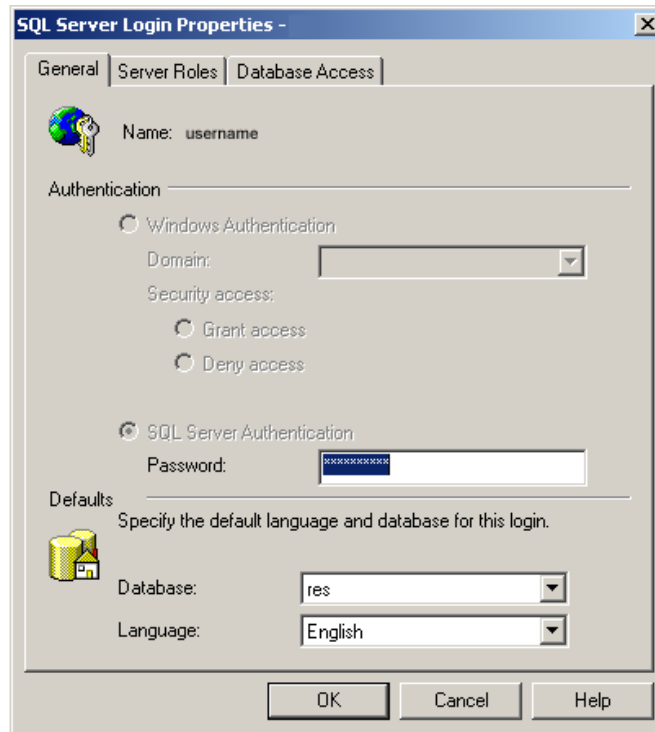 SQL Server Login Properties -
General Server Roles Database Access
Name: username
Authentication
Windows Authentication
Domain:
Security access:
Grant access
Deny access
SQL Server Authentication
Password: **********
Defaults
Specify the default language and database for this login.
Database: res
Language: English
OK Cancel Help